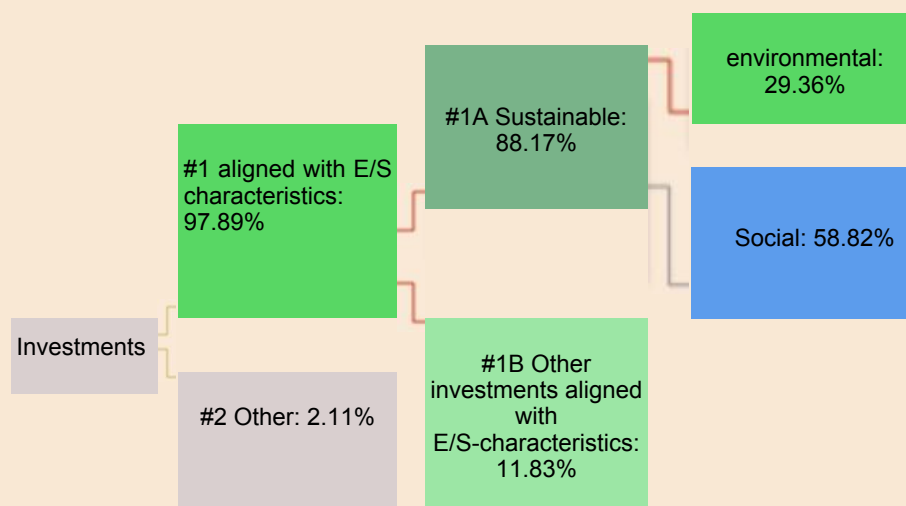 Investments
#1 aligned with E/S
characteristics:
97.89%
#2 Other: 2.11%
#1A Sustainable:
88.17%
#1B Other
investments aligned
with
E/S-characteristics:
11.83%
environmental:
29.36%
Social: 58.82%